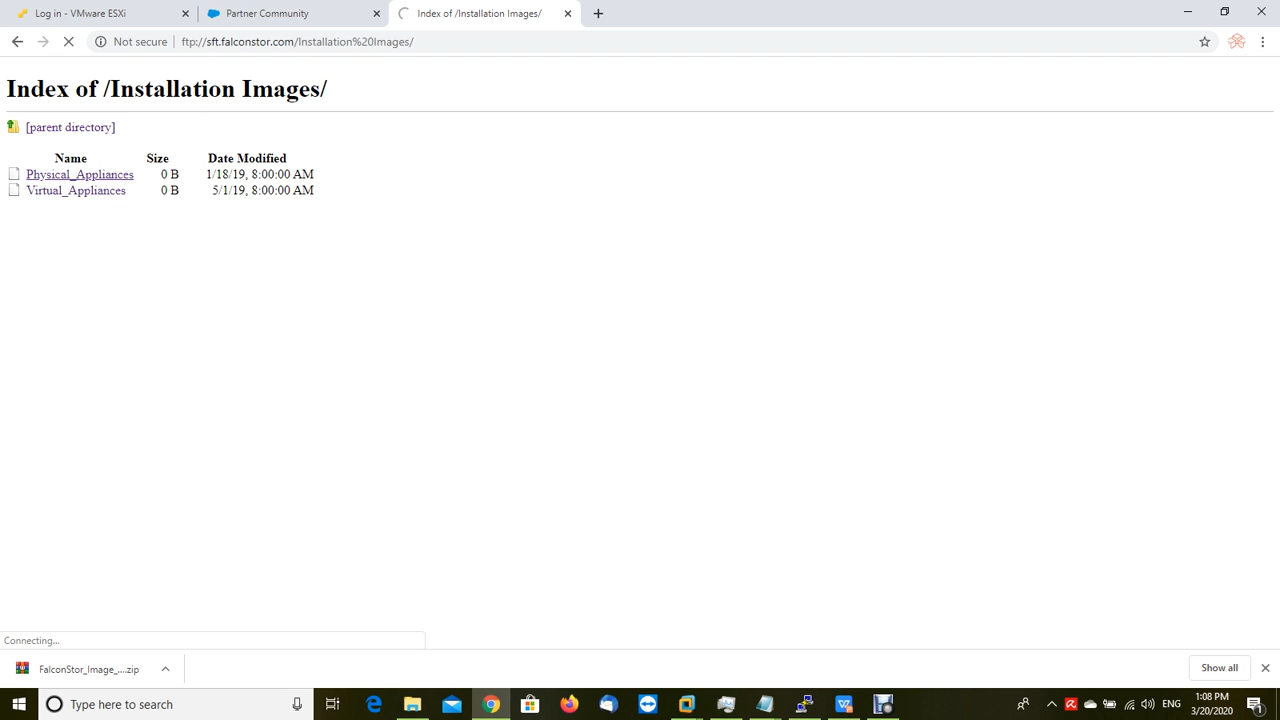 Log in - VMware ESXi
Partner Community
Index of /Installation Images/
Not secure
ftp://sft.falconstor.com/Installation%20Images/
Index of /Installation Images/
[parent directory]
Name Size Date Modified
Physical_Appliances 0 B 1/18/19, 8:00:00 AM
Virtual_Appliances 0 B 5/1/19, 8:00:00 AM
Connecting...
FalconStor_Image_....zip
Show all
Type here to search
ENG
1:08 PM
3/20/2020